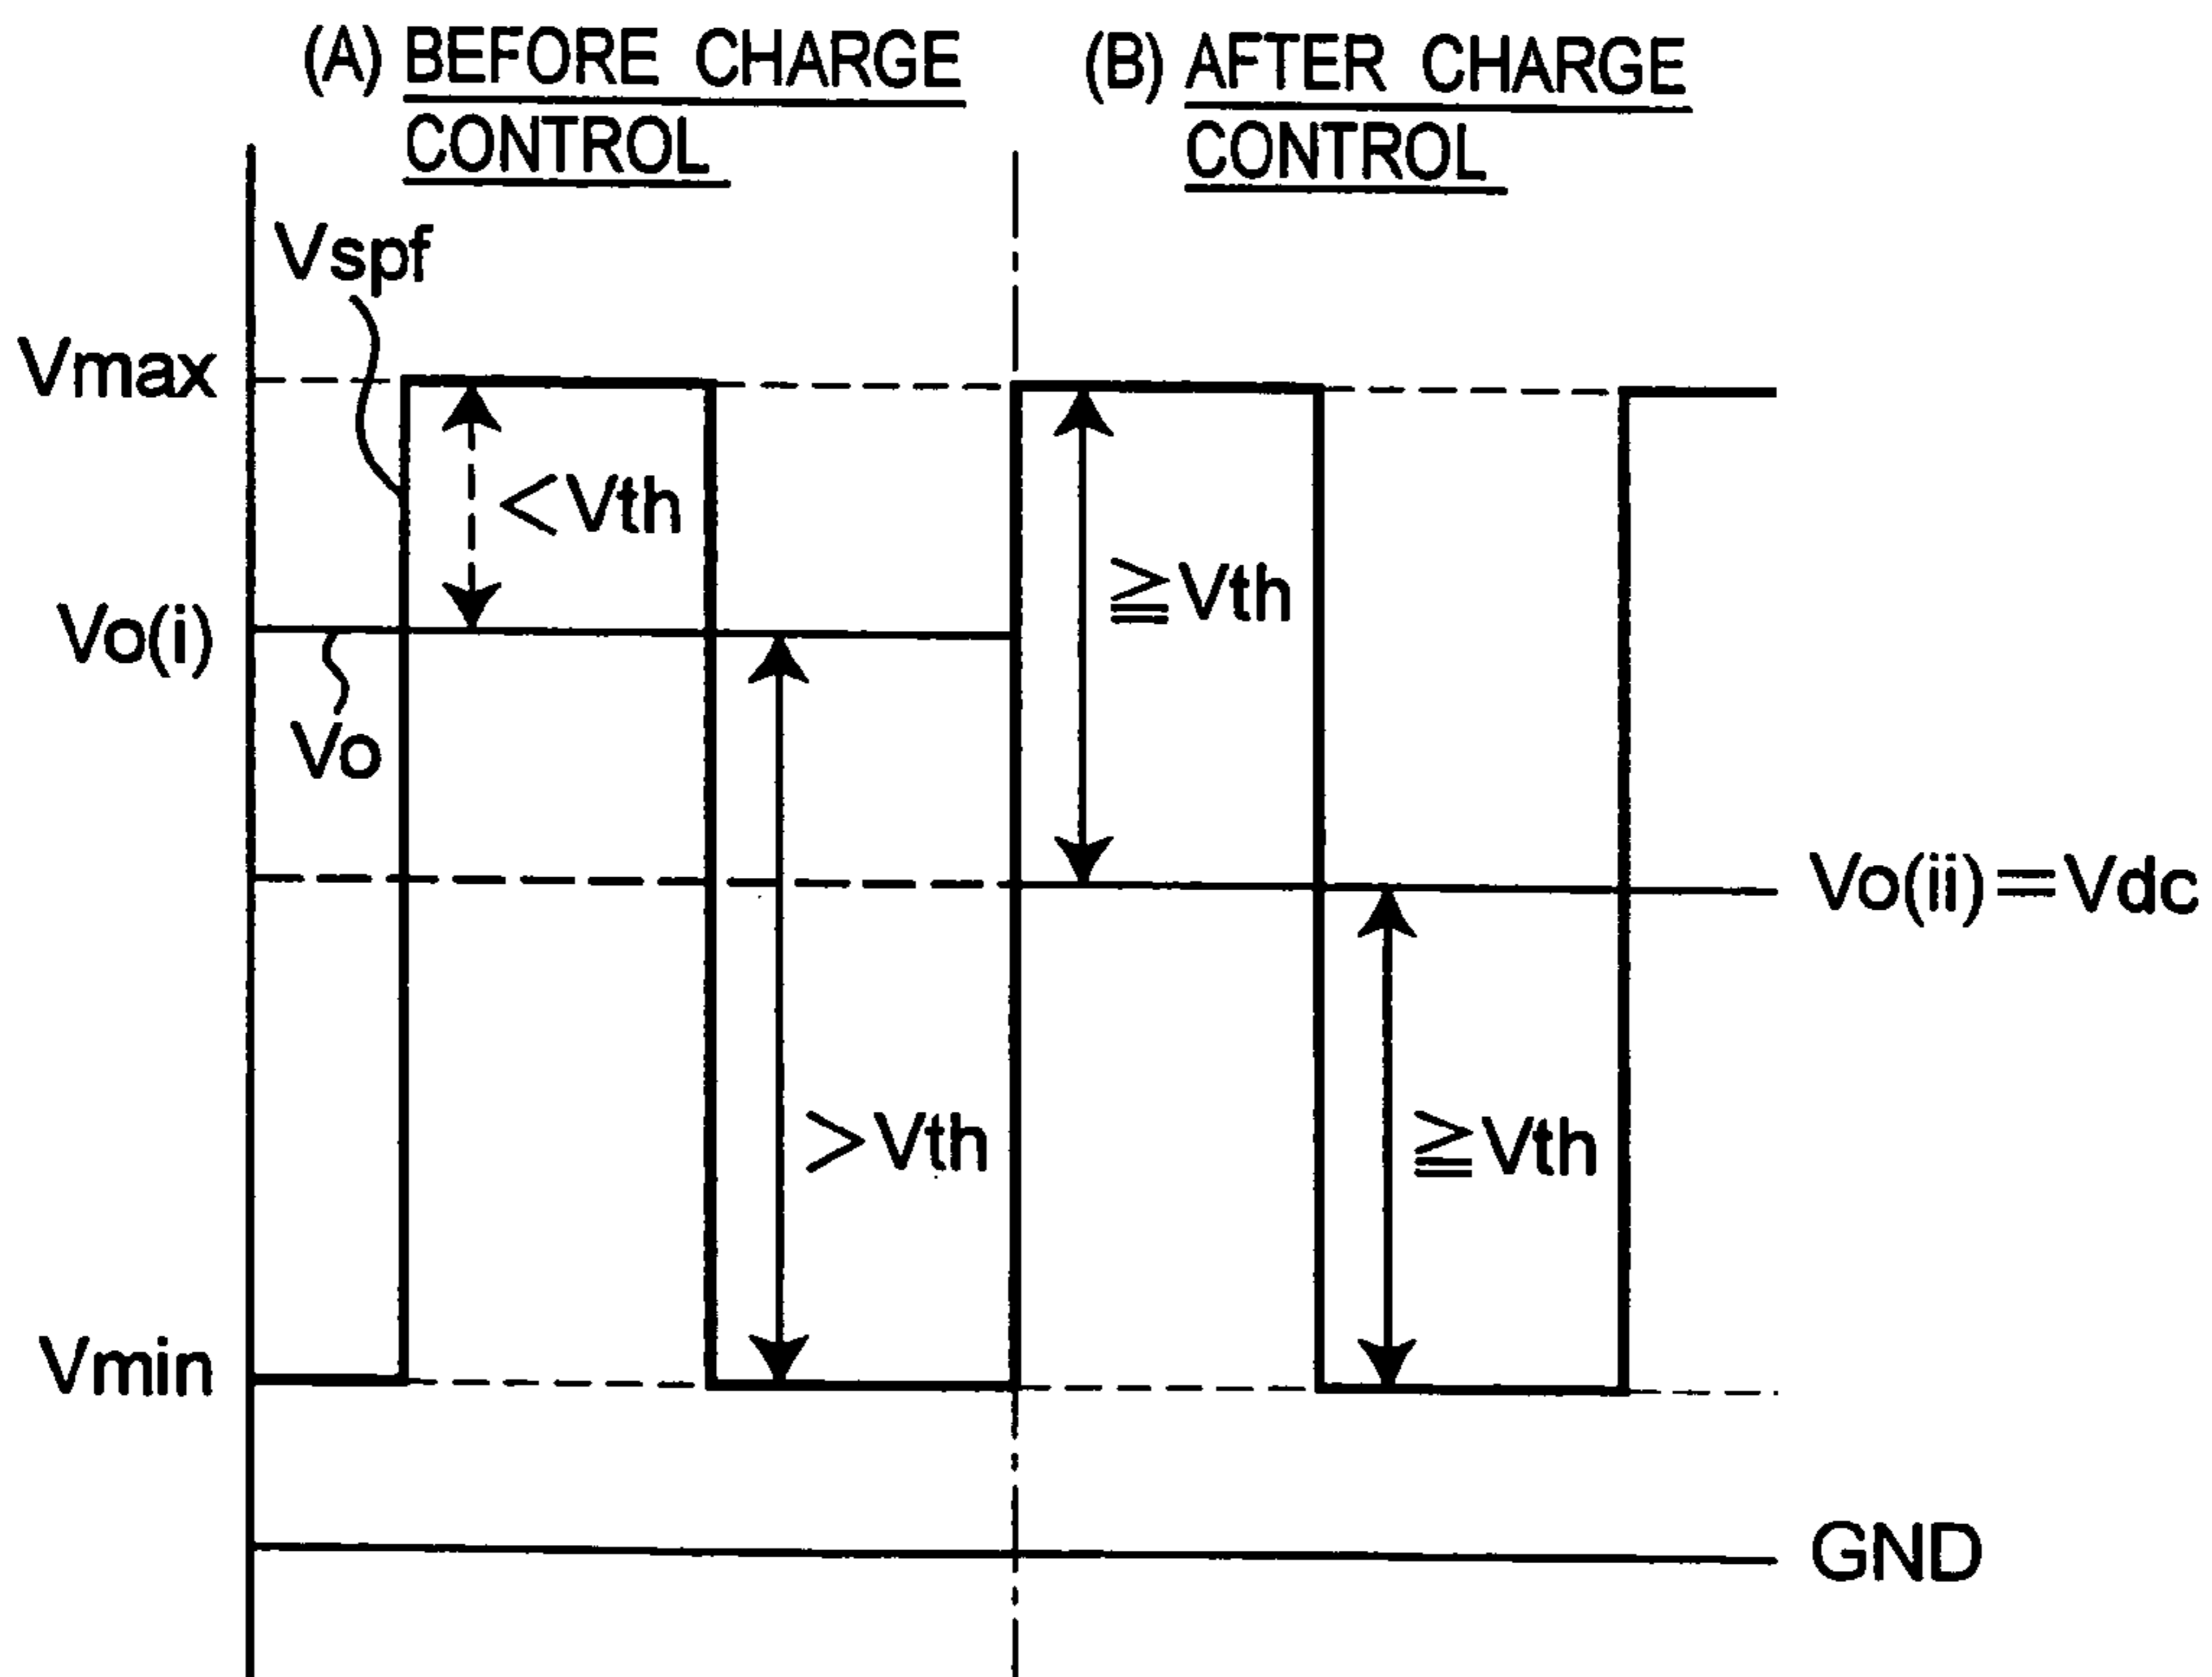 (A) BEFORE CHARGE
CONTROL
(B) AFTER CHARGE
CONTROL
Vspf
Vmax
<Vth
≧Vth
Vo(i)
Vo
Vo(ii)=Vdc
>Vth
≧Vth
Vmin
GND